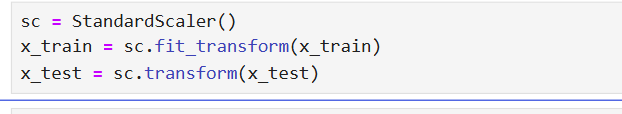 sc = StandardScaler()
x_train = sc.fit_transform(x_train)
x_test = sc.transform(x_test)